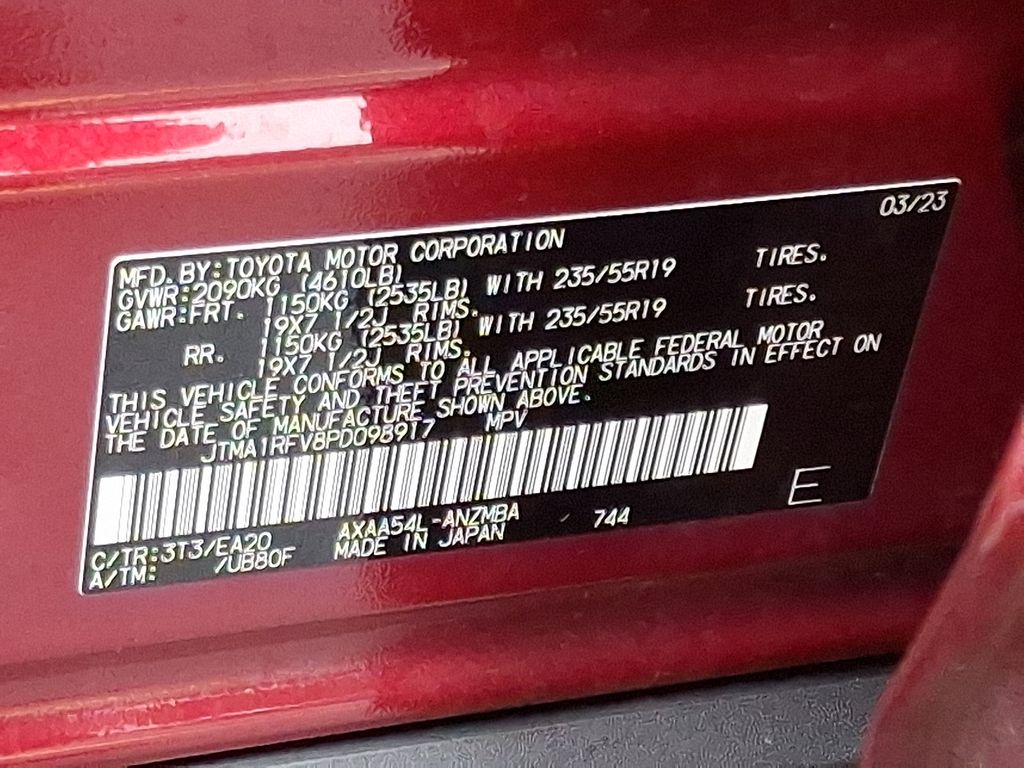 03/23
MFD. BY:TOYOTA MOTOR CORPORATION
GVWR:2090KG (4610LB)
GAWR:FRT. 1150KG (2535LB) WITH 235/55R19 TIRES.
19X7 1/2J RIMS.
RR. 1150KG (2535LB) WITH 235/55R19 TIRES.
19X7 1/2J RIMS.
THIS VEHICLE CONFORMS TO ALL APPLICABLE FEDERAL MOTOR
VEHICLE SAFETY AND THEFT PREVENTION STANDARDS IN EFFECT ON
THE DATE OF MANUFACTURE SHOWN ABOVE.
JTMA1RFV8PD098917 MPV
E
C/TR:3T3/EA20 AXAA54L-ANZMBA 744
A/TM: /UB80F MADE IN JAPAN